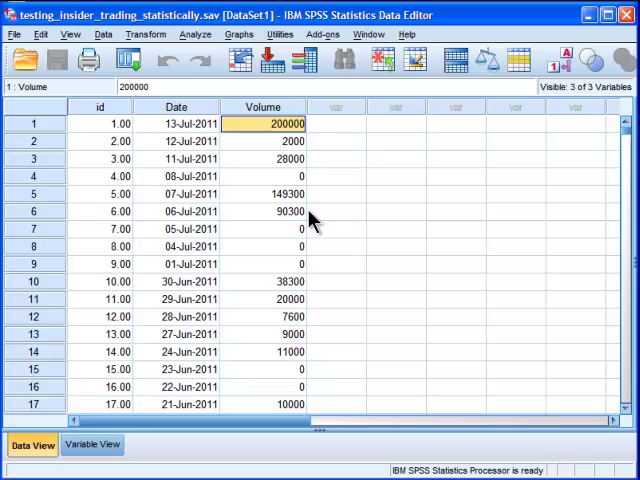 testing_insider_trading_statistically.sav [DataSet1] - IBM SPSS Statistics Data Editor
File Edit View Data Transform Analyze Graphs Utilities Add-ons Window Help
1 : Volume 200000 Visible: 3 of 3 Variables
id Date Volume var var var var var
1 1.00 13-Jul-2011 200000
2 2.00 12-Jul-2011 2000
3 3.00 11-Jul-2011 28000
4 4.00 08-Jul-2011 0
5 5.00 07-Jul-2011 149300
6 6.00 06-Jul-2011 90300
7 7.00 05-Jul-2011 0
8 8.00 04-Jul-2011 0
9 9.00 01-Jul-2011 0
10 10.00 30-Jun-2011 38300
11 11.00 29-Jun-2011 20000
12 12.00 28-Jun-2011 7600
13 13.00 27-Jun-2011 9000
14 14.00 24-Jun-2011 11000
15 15.00 23-Jun-2011 0
16 16.00 22-Jun-2011 0
17 17.00 21-Jun-2011 10000
Data View Variable View
IBM SPSS Statistics Processor is ready